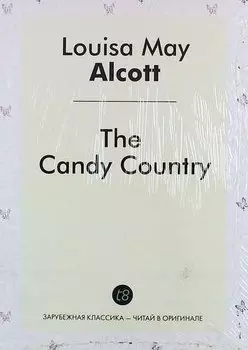 Louisa May
Alcott
The
Candy Country
t8
ЗАРУБЕЖНАЯ КЛАССИКА — ЧИТАЙ В ОРИГИНАЛЕ